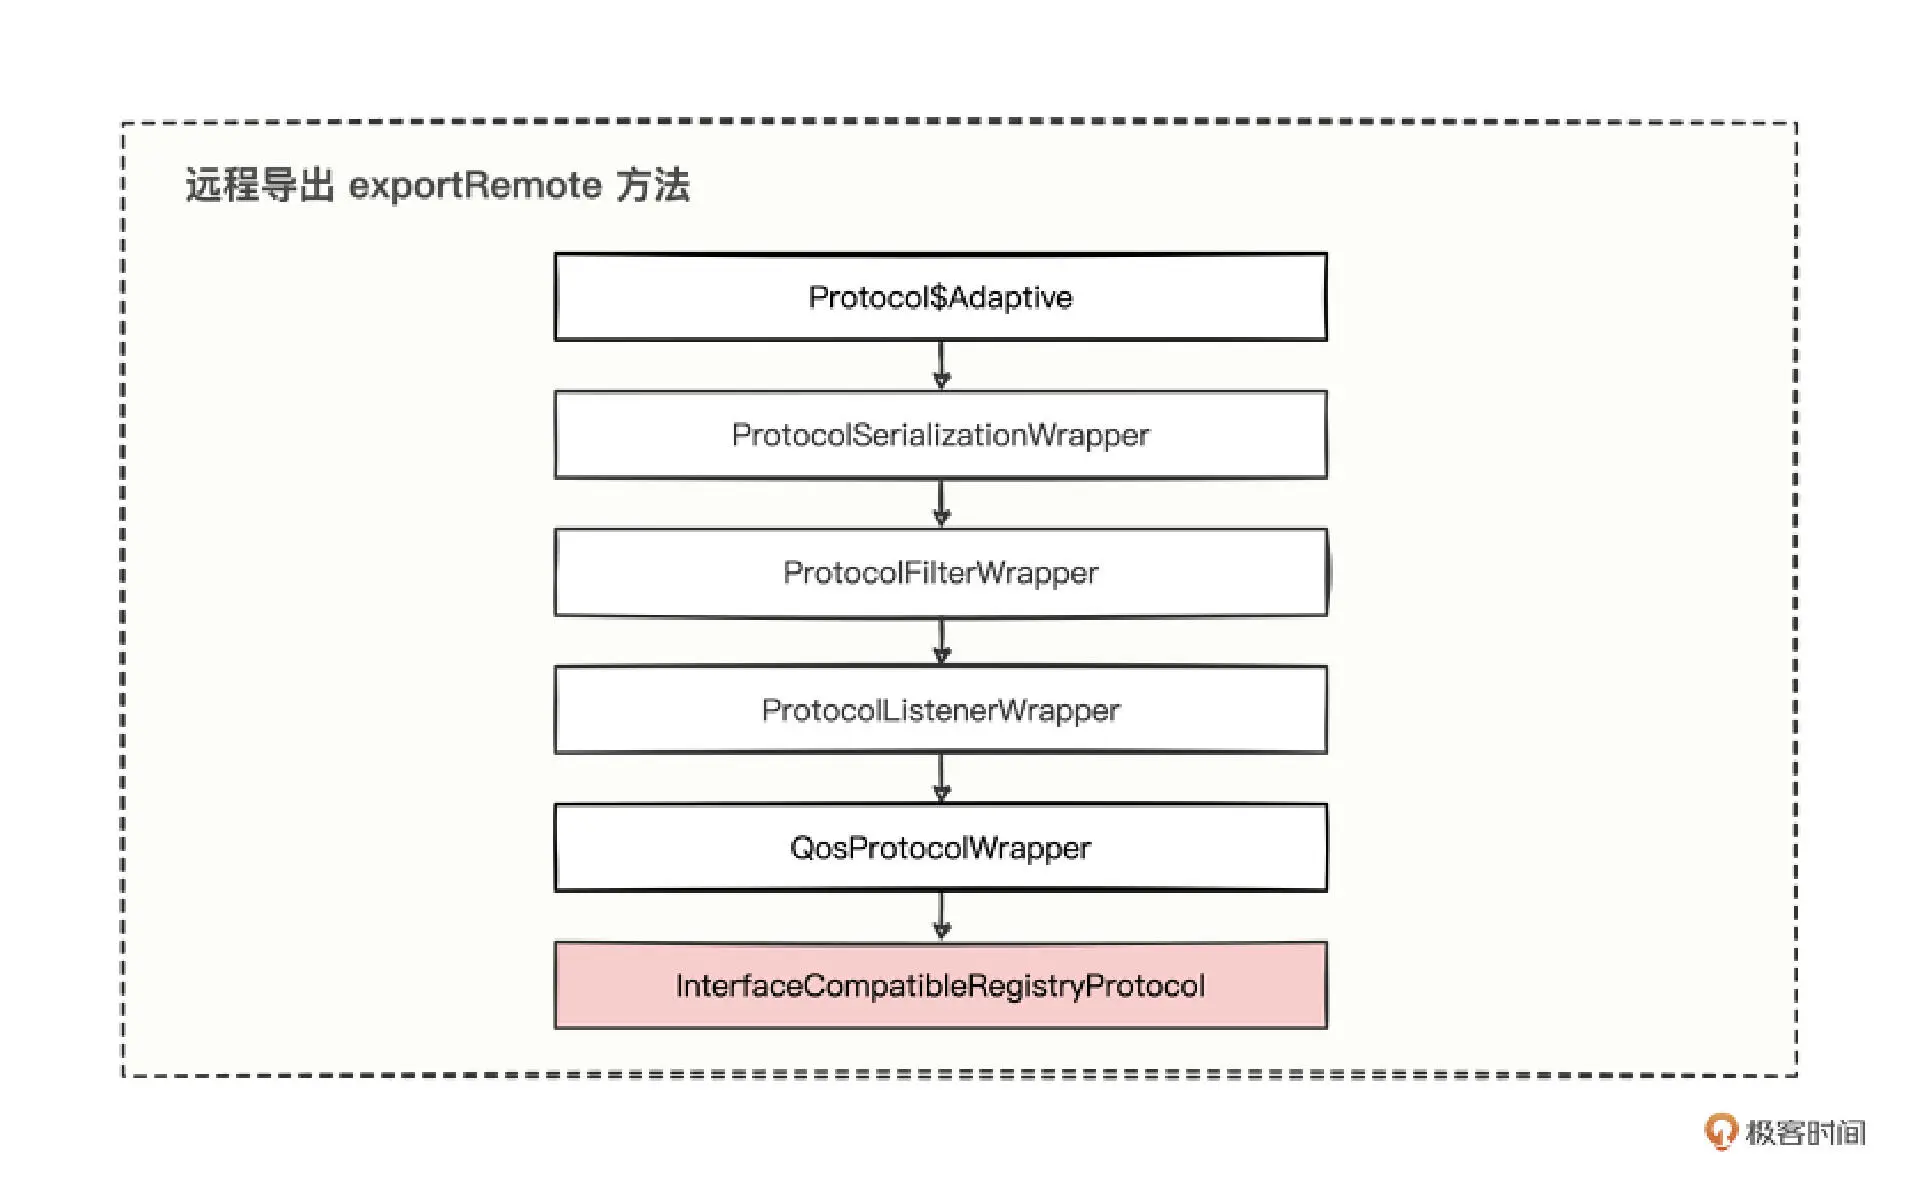 远程导出 exportRemote 方法
Protocol$Adaptive
ProtocolSerializationWrapper
ProtocolFilterWrapper
ProtocolListenerWrapper
QosProtocolWrapper
InterfaceCompatibleRegistryProtocol
极客时间